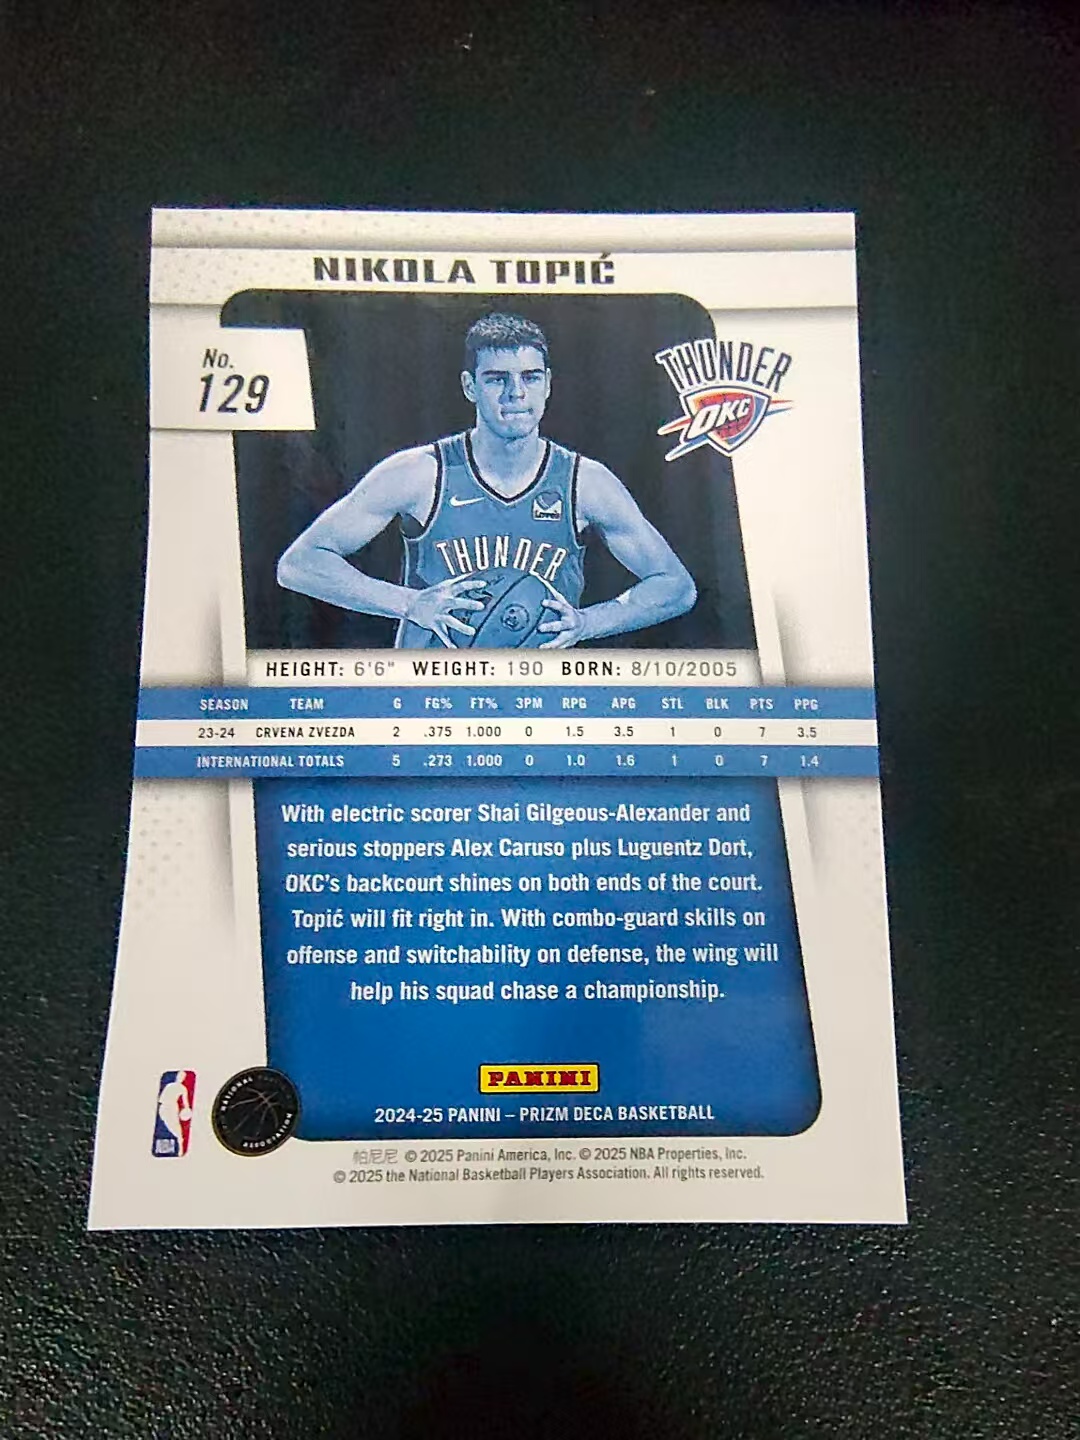 NIKOLA TOPIĆ
No.
129
THUNDER
OKC
Love's
THUNDER
HEIGHT: 6'6" WEIGHT: 190 BORN: 8/10/2005
SEASON TEAM G FG% FT% 3PM RPG APG STL BLK PTS PPG
23-24 CRVENA ZVEZDA 2 .375 1.000 0 1.5 3.5 1 0 7 3.5
INTERNATIONAL TOTALS 5 .273 1.000 0 1.0 1.6 1 0 7 1.4
With electric scorer Shai Gilgeous-Alexander and
serious stoppers Alex Caruso plus Luguentz Dort,
OKC's backcourt shines on both ends of the court.
Topić will fit right in. With combo-guard skills on
offense and switchability on defense, the wing will
help his squad chase a championship.
PANINI
2024-25 PANINI – PRIZM DECA BASKETBALL
NBA
NATIONAL
ASSOCIATION
帕尼尼 © 2025 Panini America, Inc. © 2025 NBA Properties, Inc.
© 2025 the National Basketball Players Association. All rights reserved.